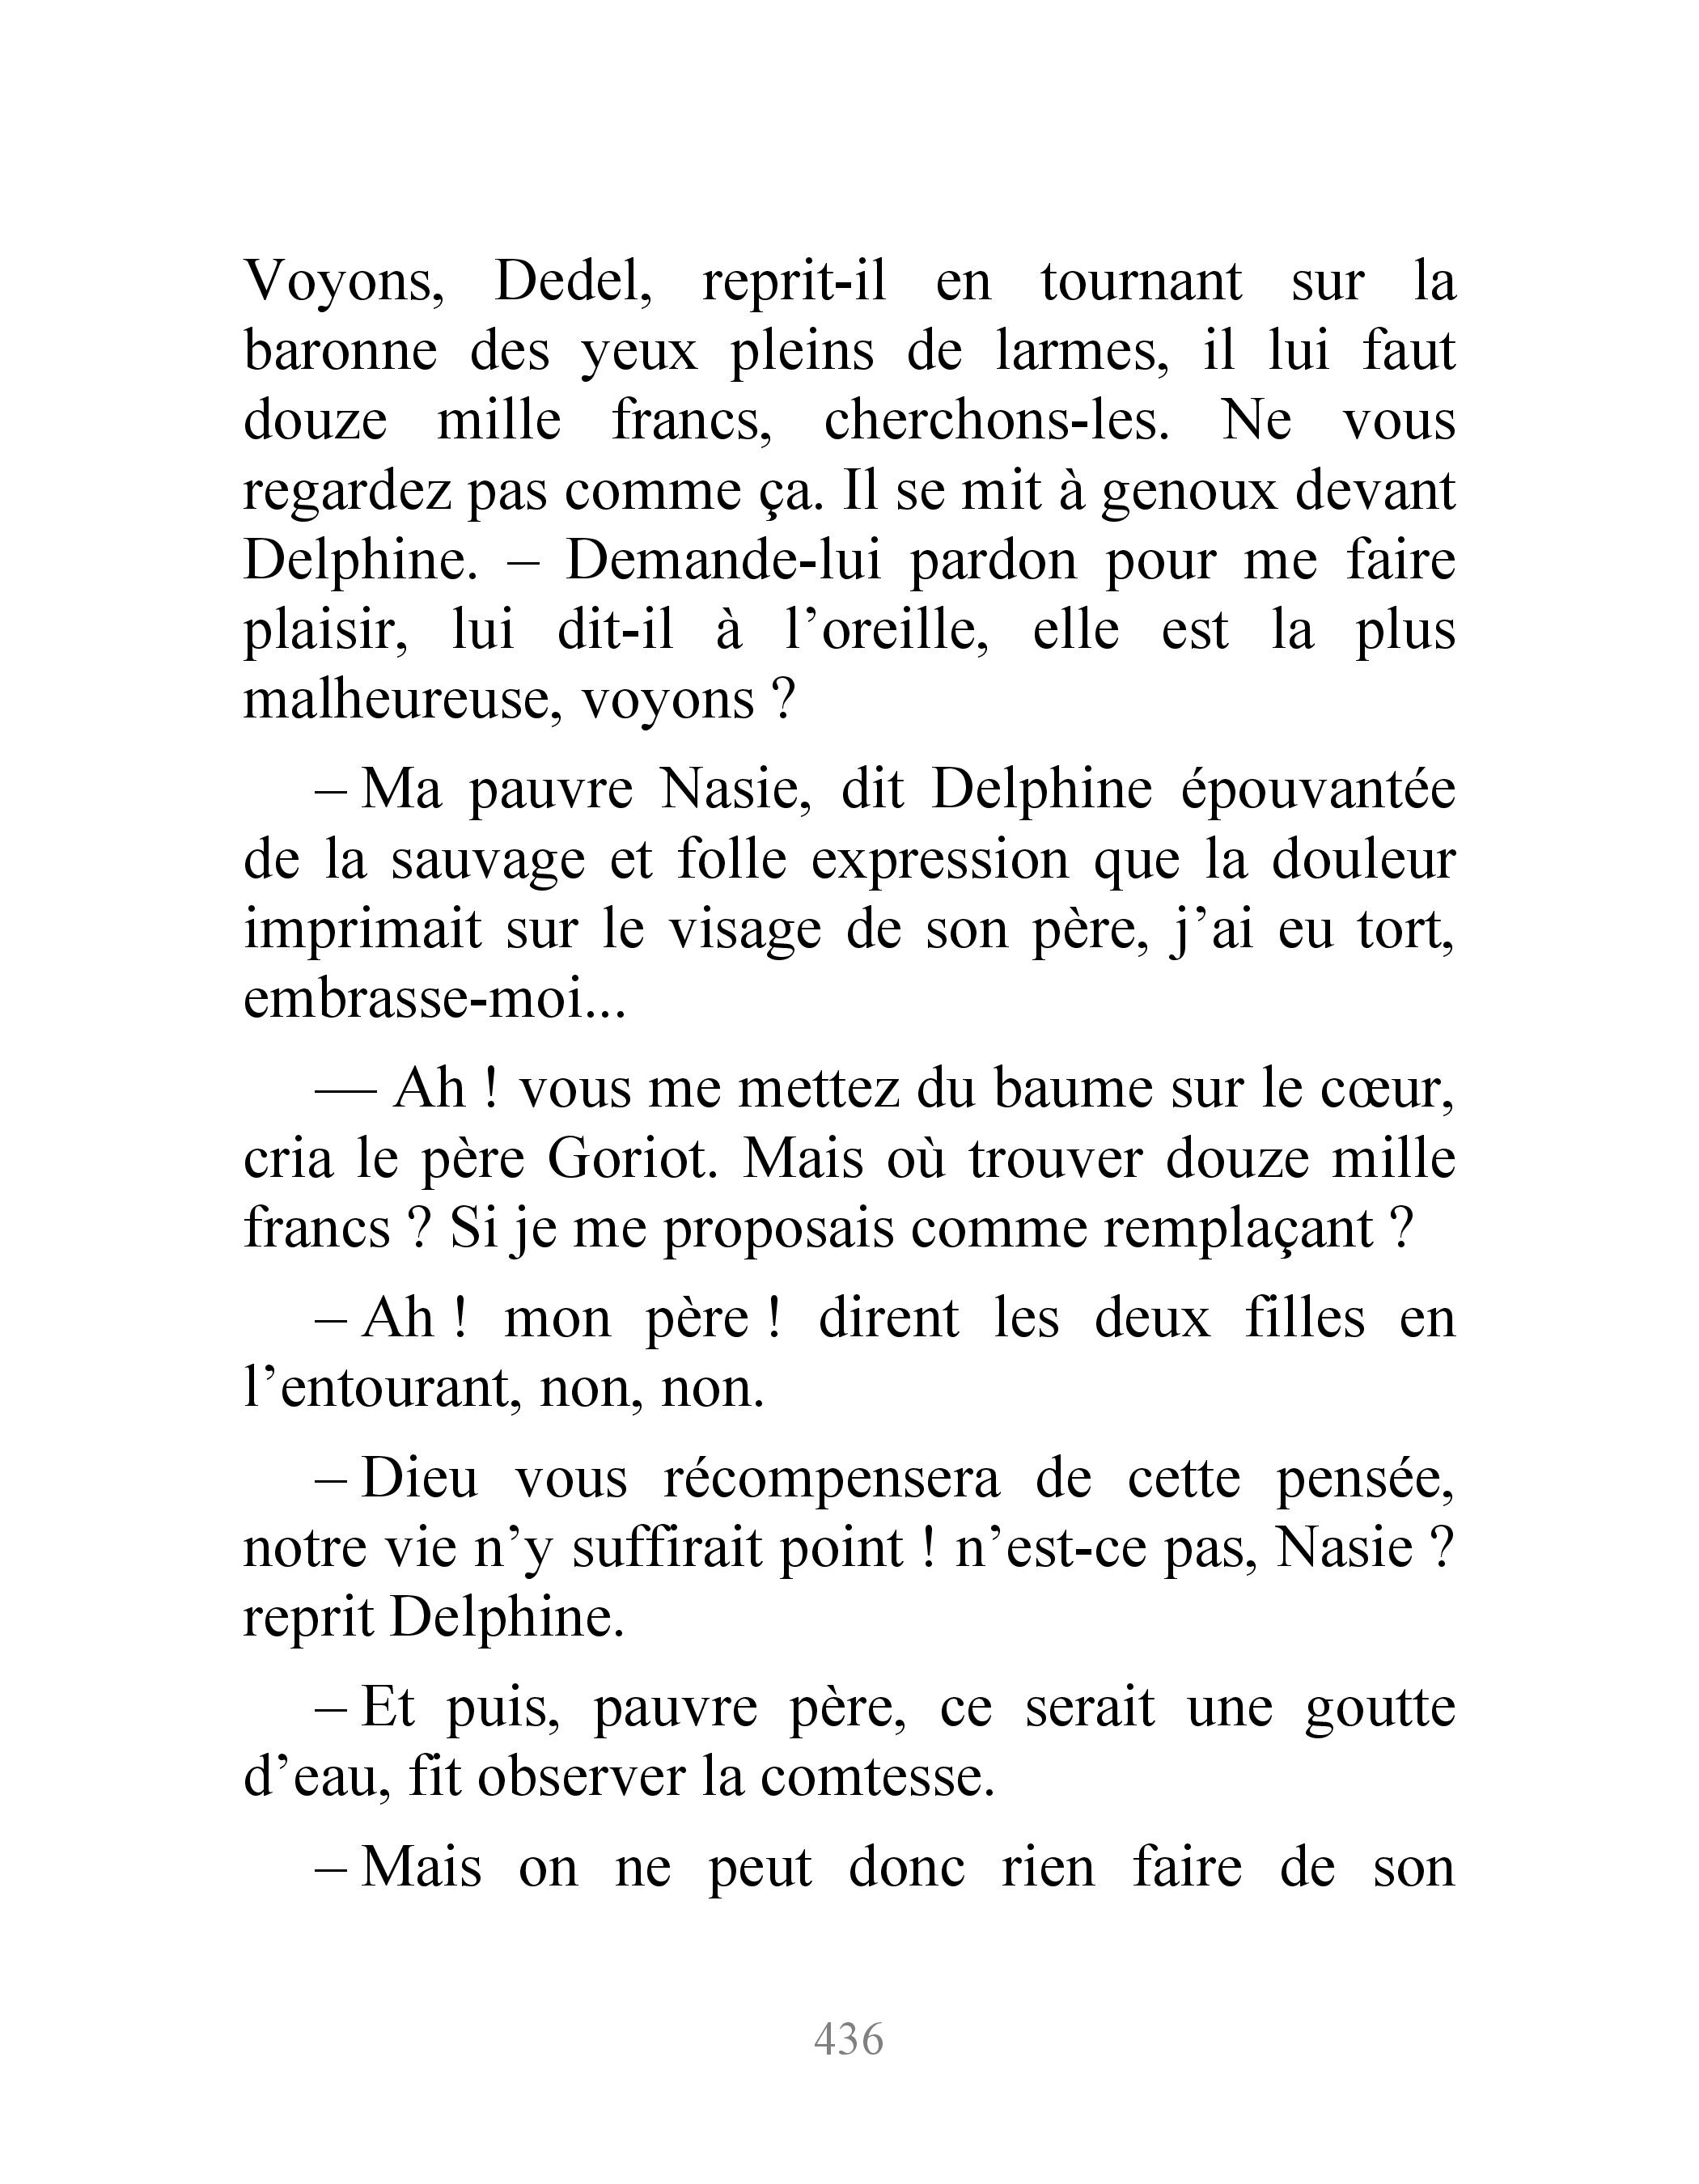 Voyons, Dedel, reprit-il en tournant sur la
baronne des yeux pleins de larmes, il lui faut
douze mille francs, cherchons-les. Ne vous
regardez pas comme ça. Il se mit à genoux devant
Delphine. – Demande-lui pardon pour me faire
plaisir, lui dit-il à l’oreille, elle est la plus
malheureuse, voyons ?
– Ma pauvre Nasie, dit Delphine épouvantée
de la sauvage et folle expression que la douleur
imprimait sur le visage de son père, j’ai eu tort,
embrasse-moi...
— Ah ! vous me mettez du baume sur le cœur,
cria le père Goriot. Mais où trouver douze mille
francs ? Si je me proposais comme remplaçant ?
– Ah ! mon père ! dirent les deux filles en
l’entourant, non, non.
– Dieu vous récompensera de cette pensée,
notre vie n’y suffirait point ! n’est-ce pas, Nasie ?
reprit Delphine.
– Et puis, pauvre père, ce serait une goutte
d’eau, fit observer la comtesse.
– Mais on ne peut donc rien faire de son
436